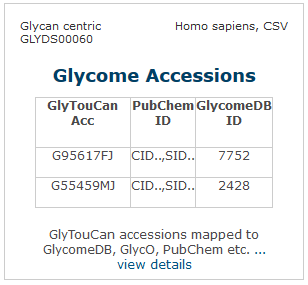 Glycan centric Homo sapiens, CSV
GLYDS00060
Glycome Accessions
GlyTouCan Acc PubChem ID GlycomeDB ID
G95617FJ CID..,SID.. 7752
G55459MJ CID..,SID.. 2428
GlyTouCan accessions mapped to
GlycomeDB, GlycO, PubChem etc. ...
view details